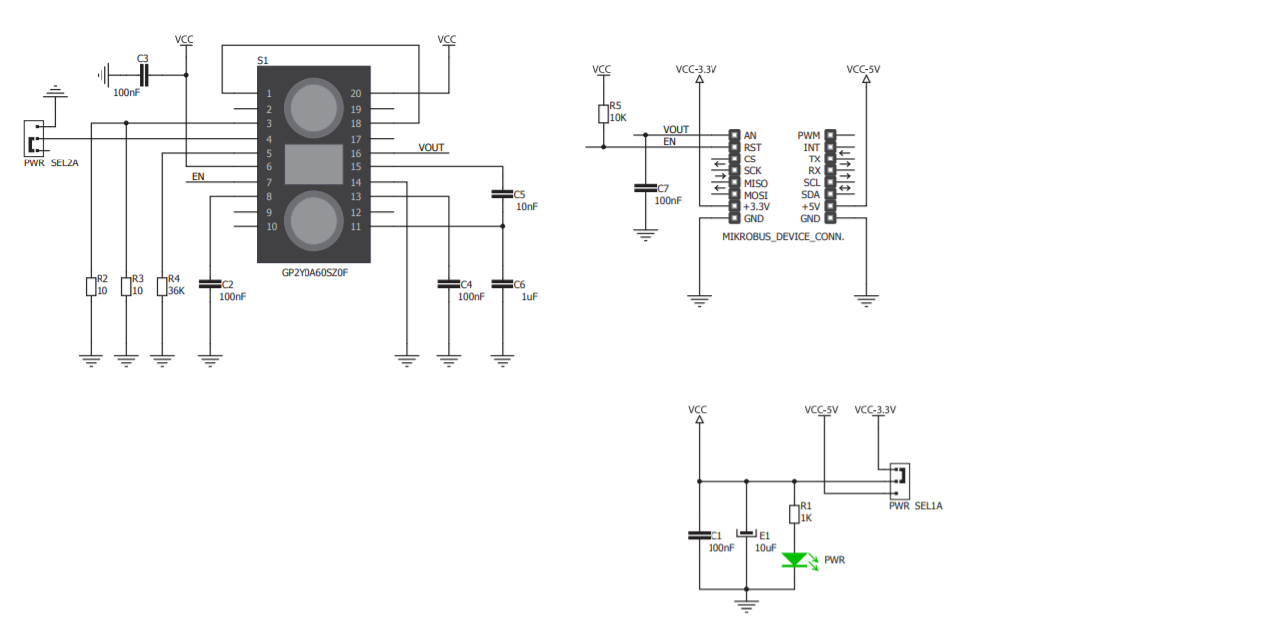 VCC
C3
100nF
PWR SEL2A
S1
VCC
1
2
3
4
5
6
7
8
9
10
20
19
18
17
16
15
14
13
12
11
EN
VOUT
GP2Y0A60SZ0F
R2
10
R3
10
R4
36K
C2
100nF
C4
100nF
C5
10nF
C6
1uF
VCC
R5
10K
VCC-3.3V
VCC-5V
VOUT
EN
C7
100nF
AN
RST
CS
SCK
MISO
MOSI
+3.3V
GND
PWM
INT
TX
RX
SCL
SDA
+5V
GND
MIKROBUS_DEVICE_CONN.
VCC
VCC-5V
VCC-3.3V
PWR SEL1A
C1
100nF
E1
10uF
R1
1K
PWR